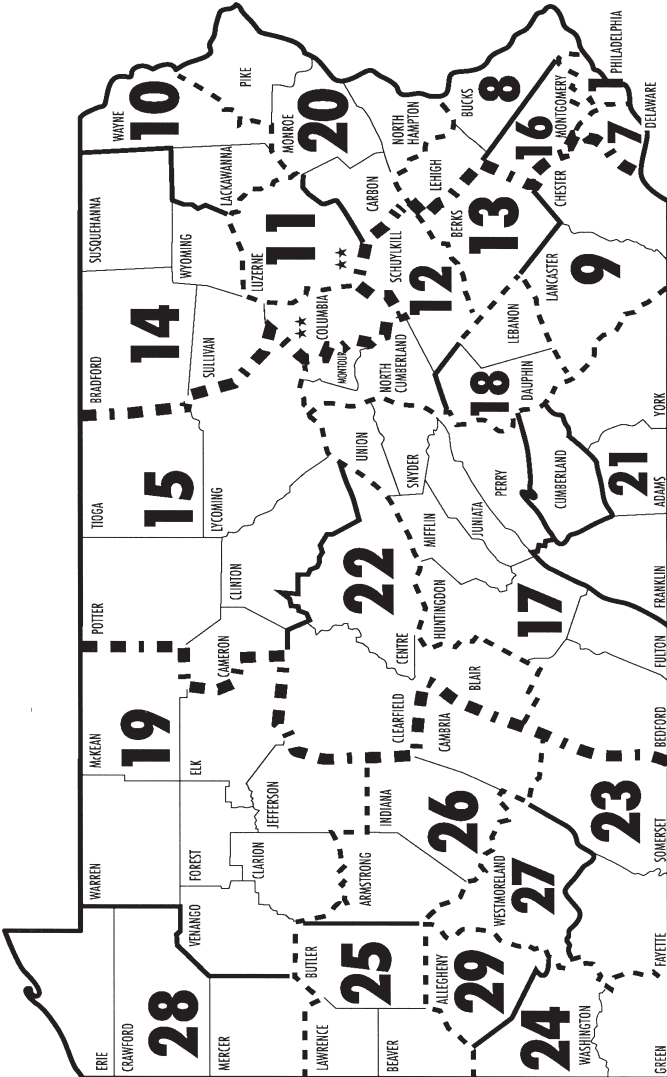 ERIE
CRAWFORD
28
MERCER
WARREN
McKEAN
19
FOREST
ELK
VENANGO
CLARION
JEFFERSON
CAMERON
POTTER
TIOGA
15
CLINTON
LYCOMING
BRADFORD
14
SULLIVAN
SUSQUEHANNA
WYOMING
WAYNE
10
PIKE
LACKAWANNA
LUZERNE
11
★★
MONROE
20
COLUMBIA
★★
MONTOUR
CARBON
NORTH
HAMPTON
LAWRENCE
BUTLER
25
BEAVER
ARMSTRONG
INDIANA
26
CLEARFIELD
CAMBRIA
22
CENTRE
UNION
SNYDER
MIFFLIN
JUNIATA
HUNTINGDON
BLAIR
NORTH
CUMBERLAND
SCHUYLKILL
12
LEHIGH
BERKS
13
BUCKS
8
16
MONTGOMERY
1
PHILADELPHIA
7
DELAWARE
CHESTER
LANCASTER
9
LEBANON
18
DAUPHIN
PERRY
CUMBERLAND
17
ALLEGHENY
29
WESTMORELAND
27
24
WASHINGTON
GREEN
FAYETTE
23
SOMERSET
BEDFORD
FULTON
FRANKLIN
21
ADAMS
YORK